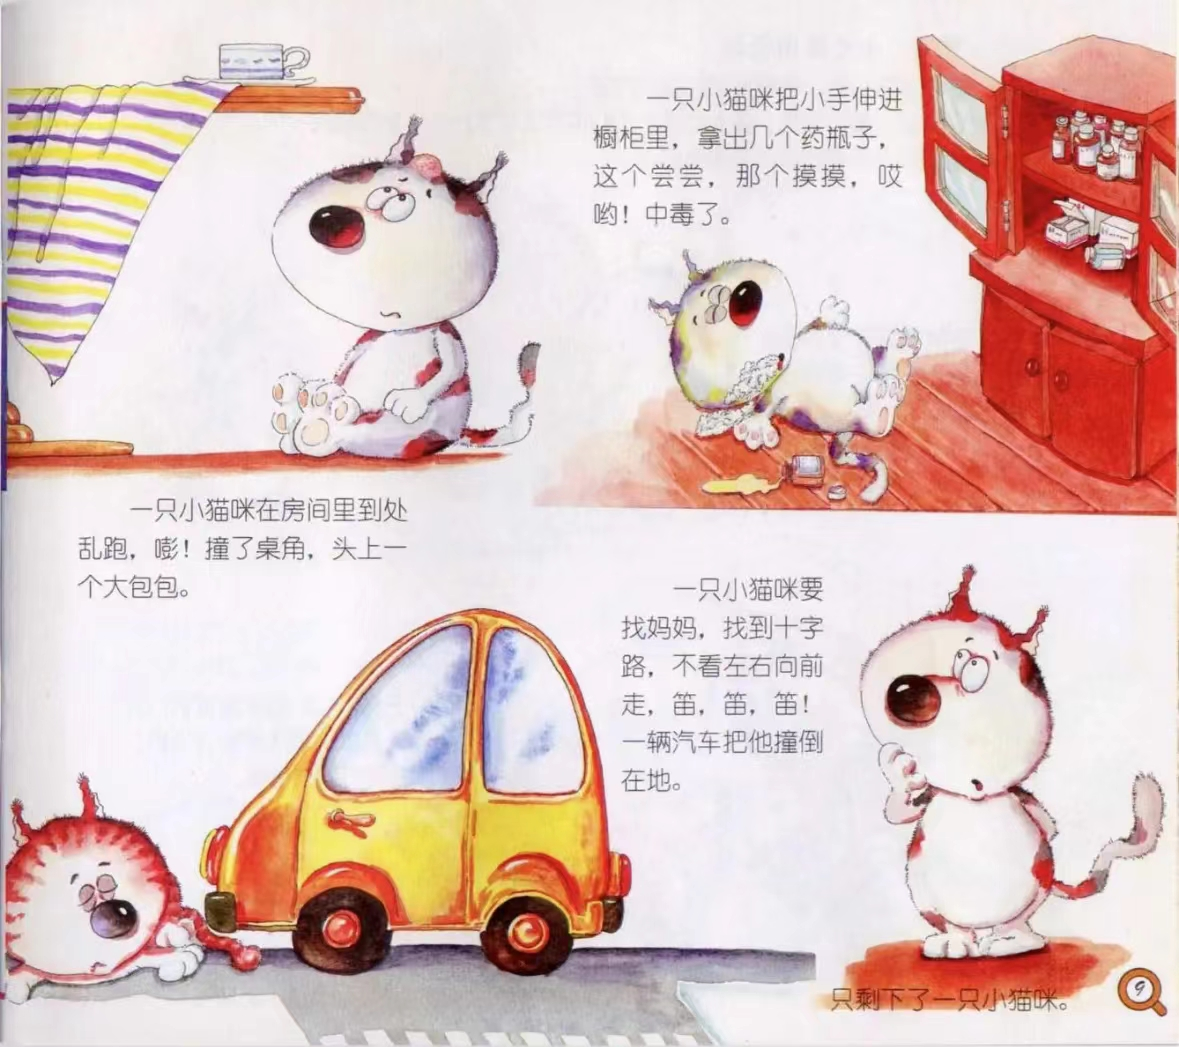 一只小猫咪把小手伸进
橱柜里，拿出几个药瓶子，
这个尝尝，那个摸摸，哎
哟！中毒了。
一只小猫咪在房间里到处
乱跑，嘭！撞了桌角，头上一
个大包包。
一只小猫咪要
找妈妈，找到十字
路，不看左右向前
走，笛，笛，笛！
一辆汽车把他撞倒
在地。
只剩下了一只小猫咪。
9